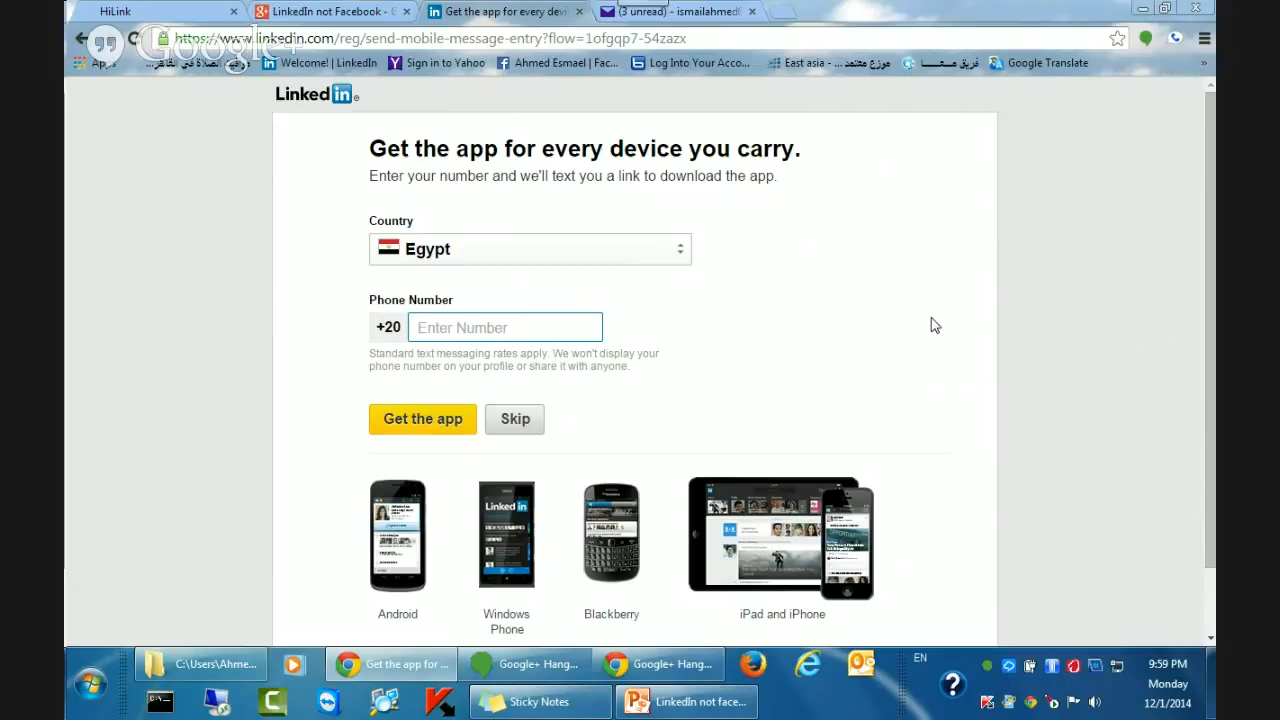 HiLink
LinkedIn not Facebook -
Get the app for every devi
(3 unread) - ismailahmed
https://www.linkedin.com/reg/send-mobile-message-entry?flow=1ofgqp7-54zazx
Google+
Apps
Welcome! | LinkedIn
Sign in to Yahoo
Ahmed Esmael | Fac...
Log Into Your Acco...
East asia - ... موزع معتمد
Google Translate
»
LinkedIn®
Get the app for every device you carry.
Enter your number and we'll text you a link to download the app.
Country
Egypt
Phone Number
+20 Enter Number
Standard text messaging rates apply. We won't display your
phone number on your profile or share it with anyone.
Get the app
Skip
Linked in
Android
Windows
Phone
Blackberry
iPad and iPhone
C:\Users\Ahme...
Get the app for ...
Google+ Hang...
Google+ Hang...
EN
9:59 PM
Monday
12/1/2014
Sticky Notes
LinkedIn not face...